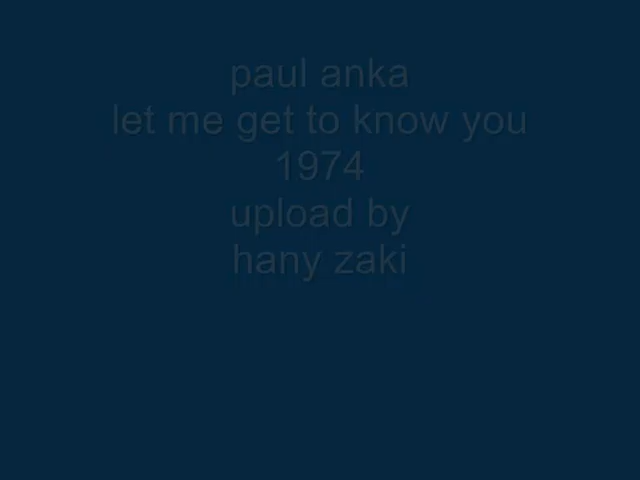 paul anka
let me get to know you
1974
upload by
hany zaki